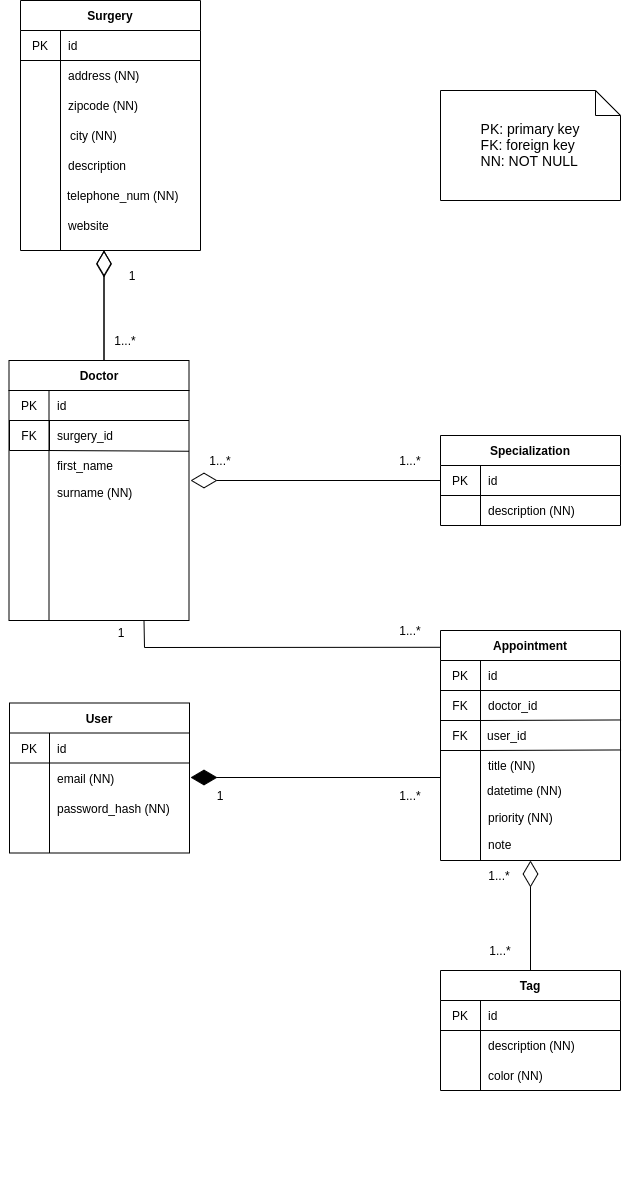 Surgery
PK id
address (NN)
zipcode (NN)
city (NN)
description
telephone_num (NN)
website
PK: primary key
FK: foreign key
NN: NOT NULL
1
1...*
Doctor
PK id
FK surgery_id
first_name
surname (NN)
1...* 1...*
Specialization
PK id
description (NN)
1 1...*
Appointment
PK id
FK doctor_id
FK user_id
title (NN)
datetime (NN)
priority (NN)
note
User
PK id
email (NN)
password_hash (NN)
1 1...*
1...*
1...*
Tag
PK id
description (NN)
color (NN)